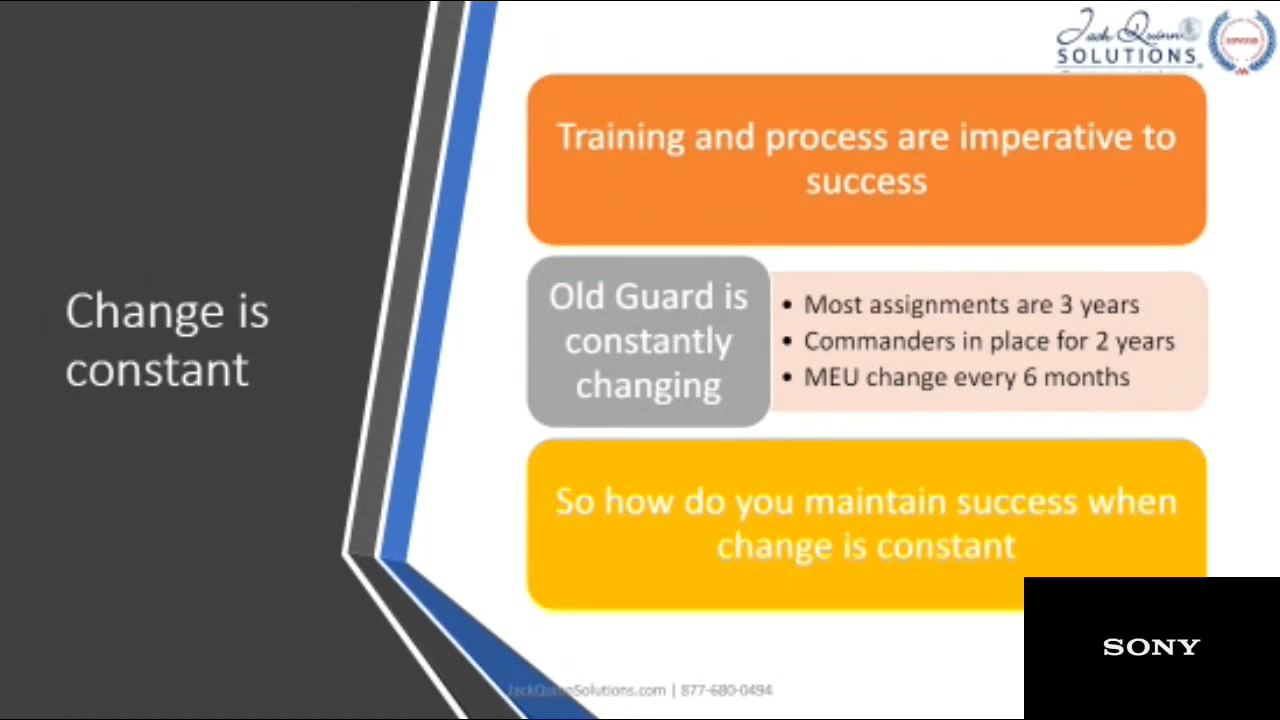 Jack Quinn
SOLUTIONS
Change is
constant
Training and process are imperative to
success
Old Guard is
constantly
changing
• Most assignments are 3 years
• Commanders in place for 2 years
• MEU change every 6 months
So how do you maintain success when
change is constant
JackQuinnSolutions.com | 877-680-0494
SONY